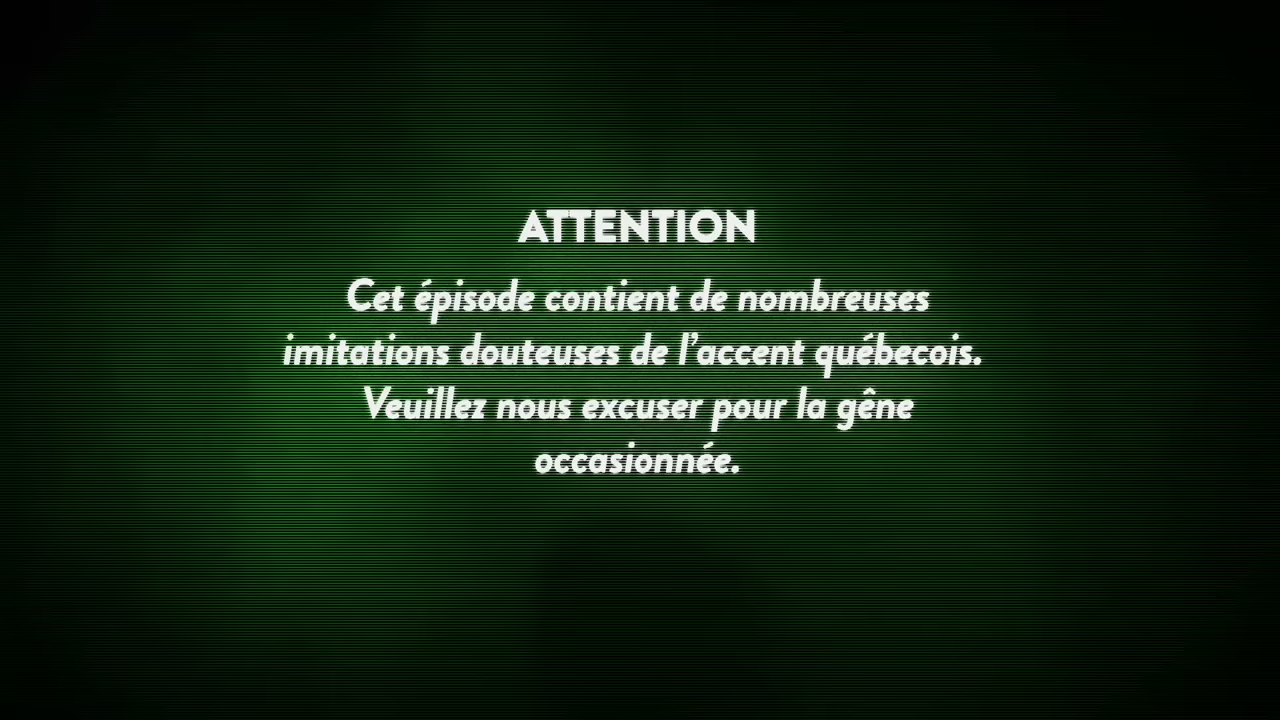 ATTENTION
Cet épisode contient de nombreuses
imitations douteuses de l’accent québecois.
Veuillez nous excuser pour la gêne
occasionnée.